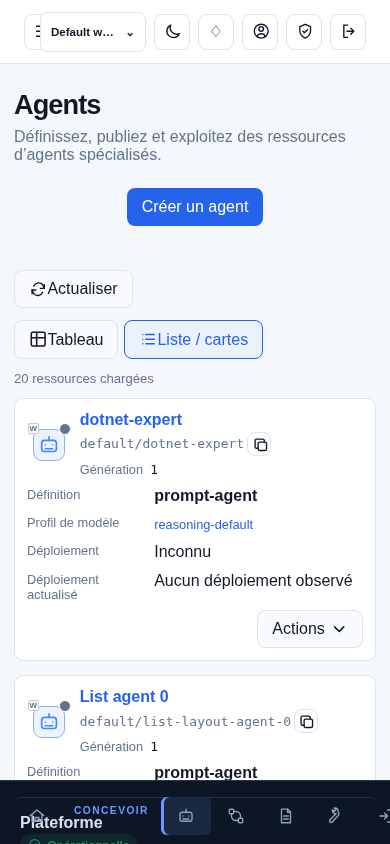 Default w...
Agents
Définissez, publiez et exploitez des ressources
d'agents spécialisés.
Créer un agent
Actualiser
Tableau
Liste / cartes
20 ressources chargées
W
dotnet-expert
default/dotnet-expert
Génération 1
Définition prompt-agent
Profil de modèle reasoning-default
Déploiement Inconnu
Déploiement actualisé Aucun déploiement observé
Actions
W
List agent 0
default/list-layout-agent-0
Génération 1
Définition prompt-agent
CONCEVOIR
Plateforme
Opérationnelle